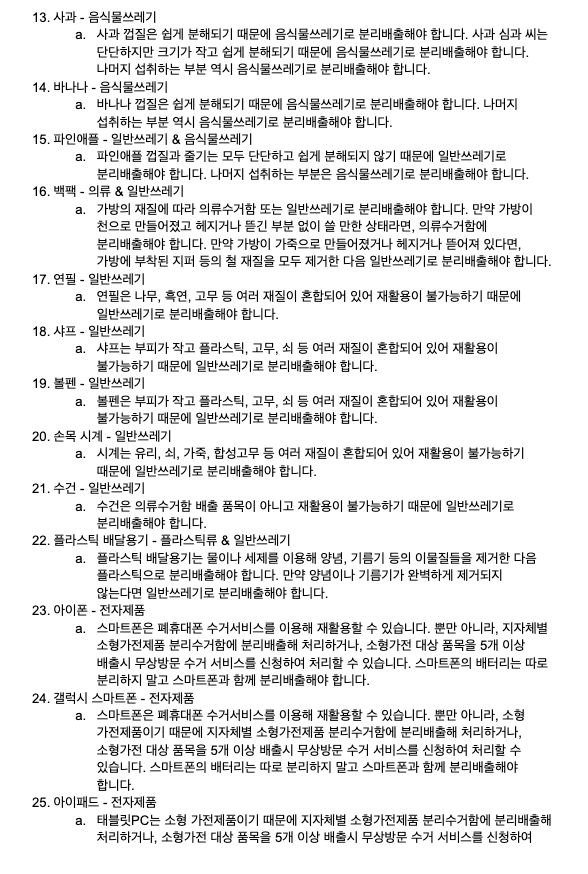 13. 사과 - 음식물쓰레기
a. 사과 껍질은 쉽게 분해되기 때문에 음식물쓰레기로 분리배출해야 합니다. 사과 심과 씨는
단단하지만 크기가 작고 쉽게 분해되기 때문에 음식물쓰레기로 분리배출해야 합니다.
나머지 섭취하는 부분 역시 음식물쓰레기로 분리배출해야 합니다.
14. 바나나 - 음식물쓰레기
a. 바나나 껍질은 쉽게 분해되기 때문에 음식물쓰레기로 분리배출해야 합니다. 나머지
섭취하는 부분 역시 음식물쓰레기로 분리배출해야 합니다.
15. 파인애플 - 일반쓰레기 & 음식물쓰레기
a. 파인애플 껍질과 줄기는 모두 단단하고 쉽게 분해되지 않기 때문에 일반쓰레기로
분리배출해야 합니다. 나머지 섭취하는 부분은 음식물쓰레기로 분리배출해야 합니다.
16. 백팩 - 의류 & 일반쓰레기
a. 가방의 재질에 따라 의류수거함 또는 일반쓰레기로 분리배출해야 합니다. 만약 가방이
천으로 만들어졌고 헤지거나 뜯긴 부분 없이 쓸 만한 상태라면, 의류수거함에
분리배출해야 합니다. 만약 가방이 가죽으로 만들어졌거나 헤지거나 뜯어져 있다면,
가방에 부착된 지퍼 등의 철 재질을 모두 제거한 다음 일반쓰레기로 분리배출해야 합니다.
17. 연필 - 일반쓰레기
a. 연필은 나무, 흑연, 고무 등 여러 재질이 혼합되어 있어 재활용이 불가능하기 때문에
일반쓰레기로 분리배출해야 합니다.
18. 샤프 - 일반쓰레기
a. 샤프는 부피가 작고 플라스틱, 고무, 쇠 등 여러 재질이 혼합되어 있어 재활용이
불가능하기 때문에 일반쓰레기로 분리배출해야 합니다.
19. 볼펜 - 일반쓰레기
a. 볼펜은 부피가 작고 플라스틱, 고무, 쇠 등 여러 재질이 혼합되어 있어 재활용이
불가능하기 때문에 일반쓰레기로 분리배출해야 합니다.
20. 손목 시계 - 일반쓰레기
a. 시계는 유리, 쇠, 가죽, 합성고무 등 여러 재질이 혼합되어 있어 재활용이 불가능하기
때문에 일반쓰레기로 분리배출해야 합니다.
21. 수건 - 일반쓰레기
a. 수건은 의류수거함 배출 품목이 아니고 재활용이 불가능하기 때문에 일반쓰레기로
분리배출해야 합니다.
22. 플라스틱 배달용기 - 플라스틱류 & 일반쓰레기
a. 플라스틱 배달용기는 물이나 세제를 이용해 양념, 기름기 등의 이물질들을 제거한 다음
플라스틱으로 분리배출해야 합니다. 만약 양념이나 기름기가 완벽하게 제거되지
않는다면 일반쓰레기로 분리배출해야 합니다.
23. 아이폰 - 전자제품
a. 스마트폰은 폐휴대폰 수거서비스를 이용해 재활용할 수 있습니다. 뿐만 아니라, 지자체별
소형가전제품 분리수거함에 분리배출해 처리하거나, 소형가전 대상 품목을 5개 이상
배출시 무상방문 수거 서비스를 신청하여 처리할 수 있습니다. 스마트폰의 배터리는 따로
분리하지 말고 스마트폰과 함께 분리배출해야 합니다.
24. 갤럭시 스마트폰 - 전자제품
a. 스마트폰은 폐휴대폰 수거서비스를 이용해 재활용할 수 있습니다. 뿐만 아니라, 소형
가전제품이기 때문에 지자체별 소형가전제품 분리수거함에 분리배출해 처리하거나,
소형가전 대상 품목을 5개 이상 배출시 무상방문 수거 서비스를 신청하여 처리할 수
있습니다. 스마트폰의 배터리는 따로 분리하지 말고 스마트폰과 함께 분리배출해야
합니다.
25. 아이패드 - 전자제품
a. 태블릿PC는 소형 가전제품이기 때문에 지자체별 소형가전제품 분리수거함에 분리배출해
처리하거나, 소형가전 대상 품목을 5개 이상 배출시 무상방문 수거 서비스를 신청하여